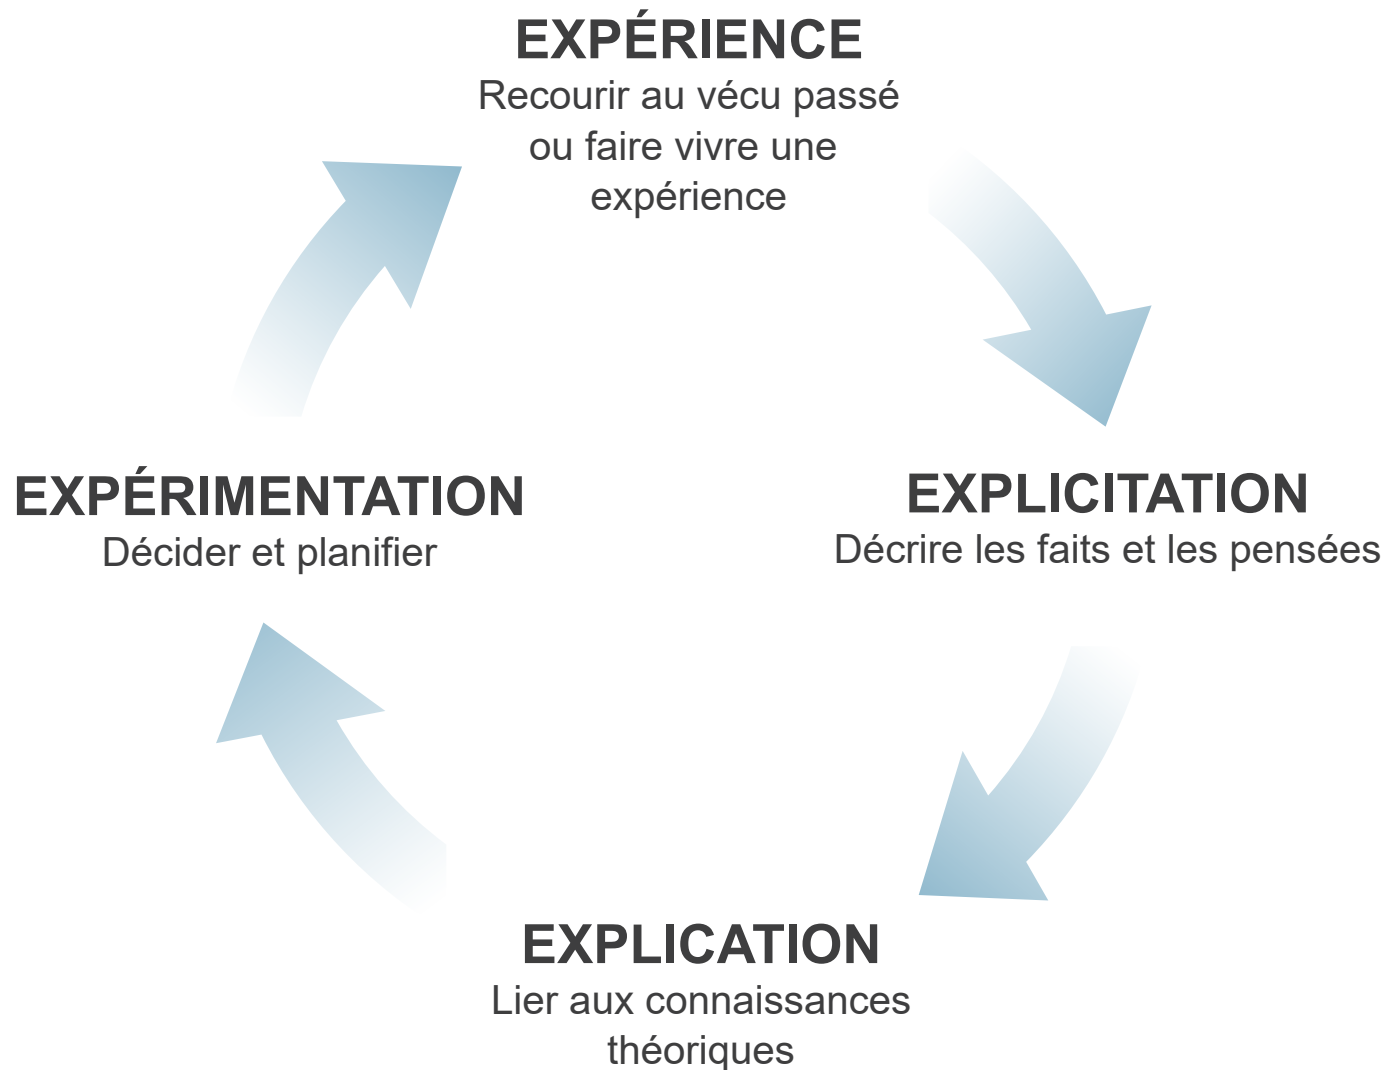 EXPÉRIENCE
Recourir au vécu passé
ou faire vivre une
expérience
EXPLICITATION
Décrire les faits et les pensées
EXPLICATION
Lier aux connaissances
théoriques
EXPÉRIMENTATION
Décider et planifier